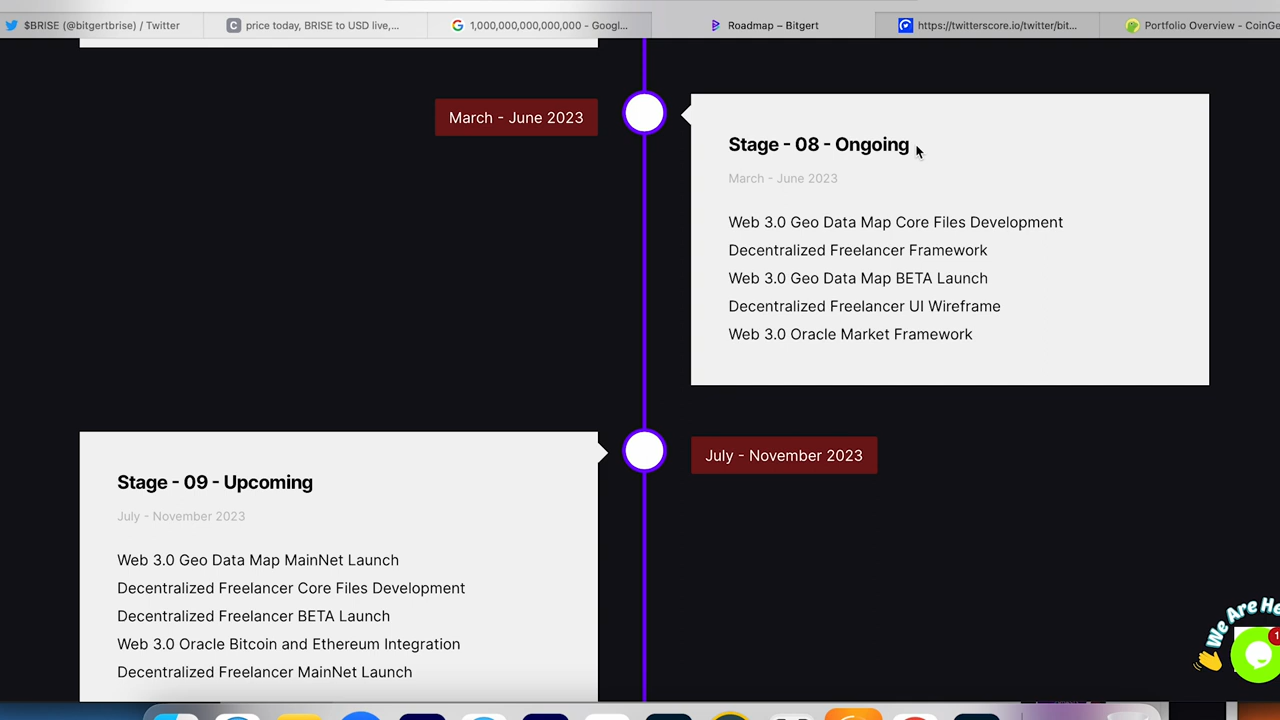 $BRISE (@bitgertbrise) / Twitter
price today, BRISE to USD live,...
1,000,000,000,000,000 - Googl...
Roadmap – Bitgert
https://twitterscore.io/twitter/bit...
Portfolio Overview - CoinGe
March - June 2023
Stage - 08 - Ongoing
March - June 2023
Web 3.0 Geo Data Map Core Files Development
Decentralized Freelancer Framework
Web 3.0 Geo Data Map BETA Launch
Decentralized Freelancer UI Wireframe
Web 3.0 Oracle Market Framework
July - November 2023
Stage - 09 - Upcoming
July - November 2023
Web 3.0 Geo Data Map MainNet Launch
Decentralized Freelancer Core Files Development
Decentralized Freelancer BETA Launch
Web 3.0 Oracle Bitcoin and Ethereum Integration
Decentralized Freelancer MainNet Launch
We Are He
1